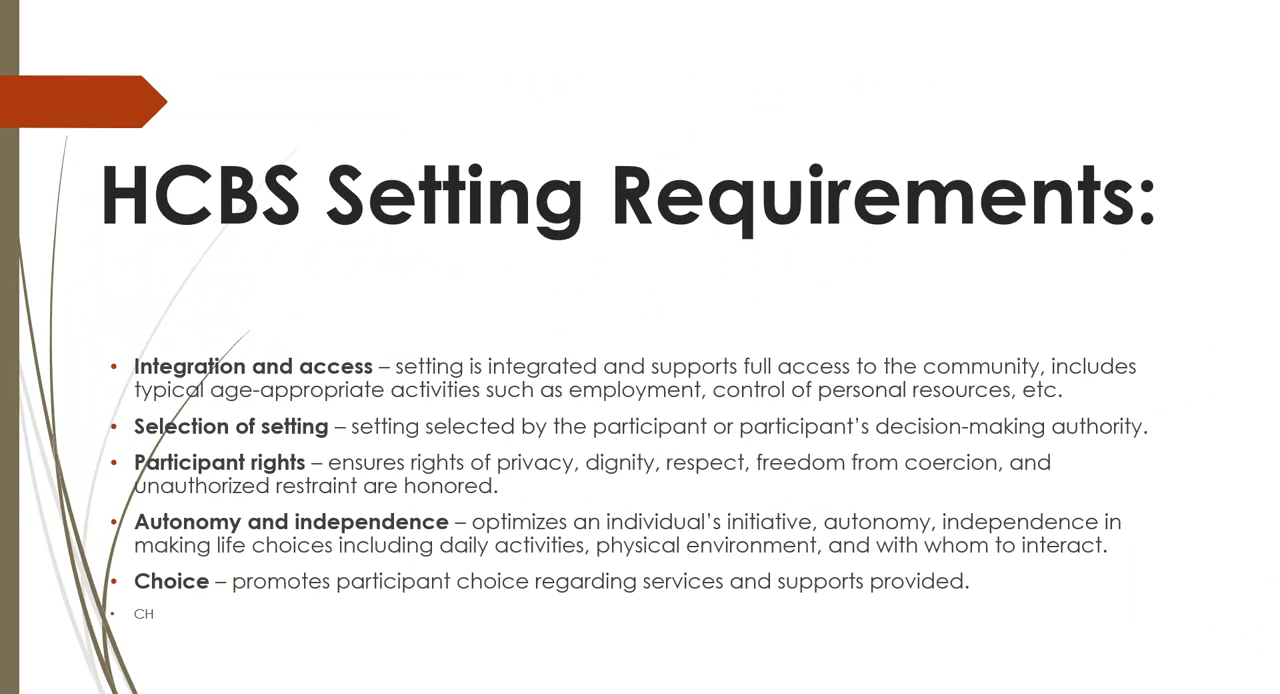 HCBS Setting Requirements:
• Integration and access – setting is integrated and supports full access to the community, includes
typical age-appropriate activities such as employment, control of personal resources, etc.
• Selection of setting – setting selected by the participant or participant’s decision-making authority.
• Participant rights – ensures rights of privacy, dignity, respect, freedom from coercion, and
unauthorized restraint are honored.
• Autonomy and independence – optimizes an individual’s initiative, autonomy, independence in
making life choices including daily activities, physical environment, and with whom to interact.
• Choice – promotes participant choice regarding services and supports provided.
• CH